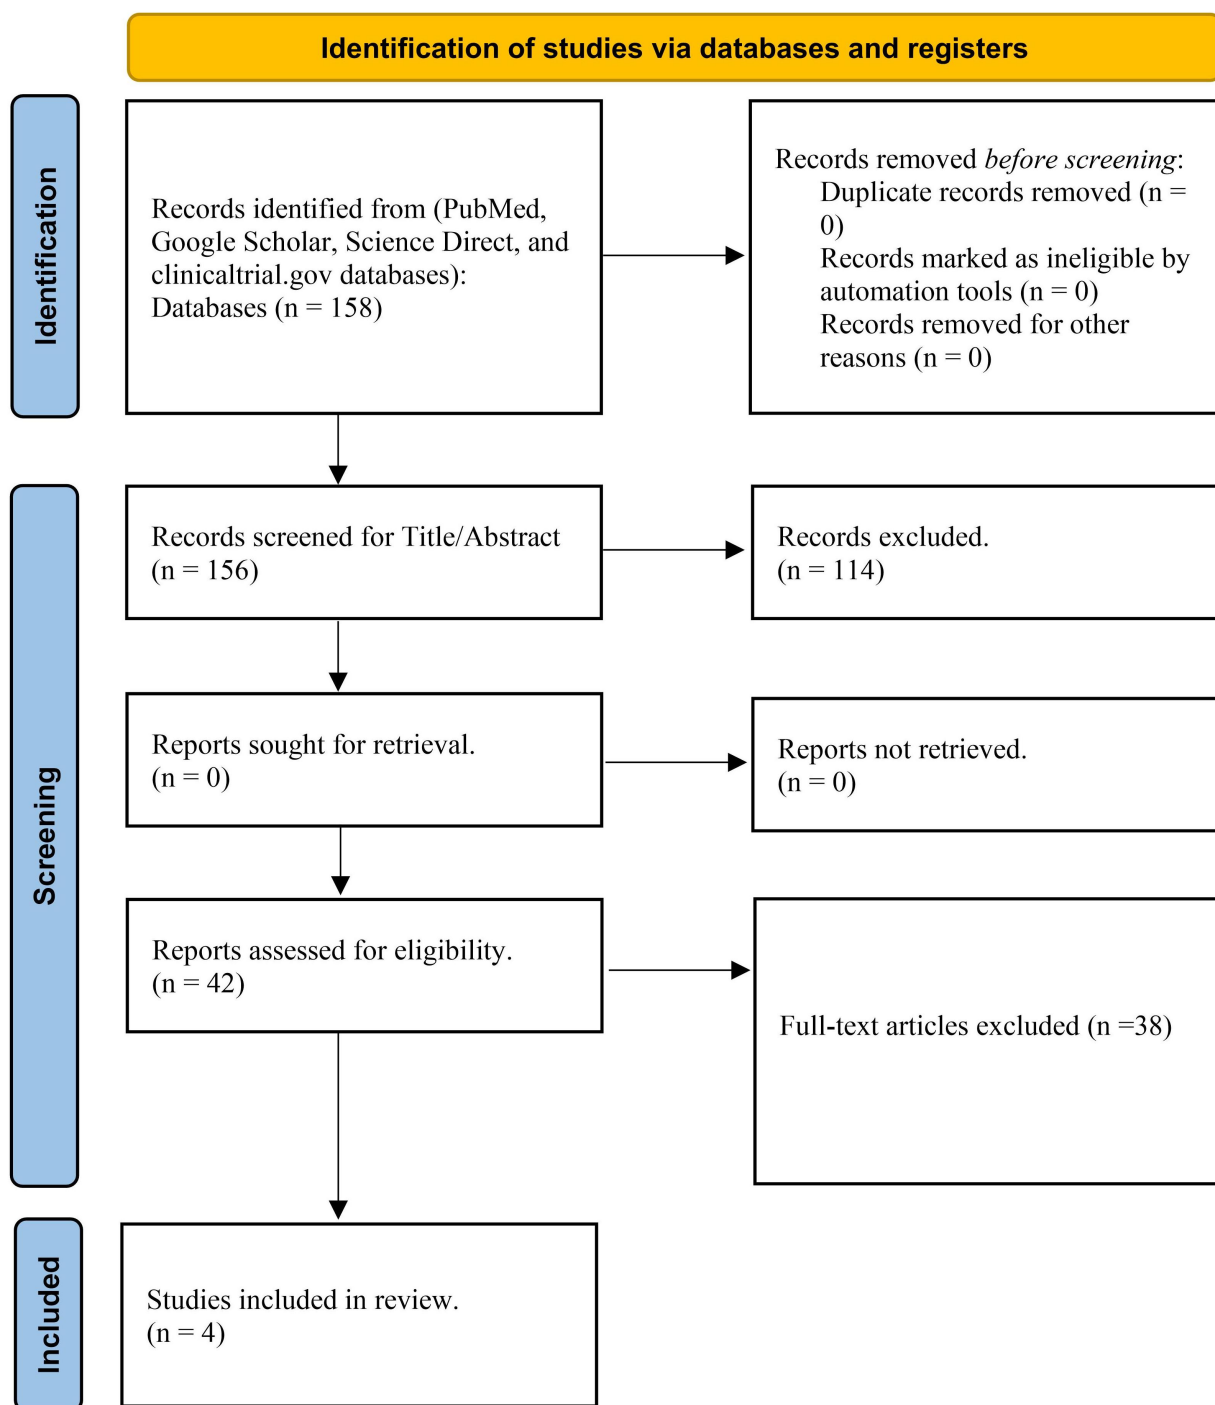 Identification of studies via databases and registers
Identification
Records identified from (PubMed,
Google Scholar, Science Direct, and
clinicaltrial.gov databases):
Databases (n = 158)
Records removed before screening:
Duplicate records removed (n =
0)
Records marked as ineligible by
automation tools (n = 0)
Records removed for other
reasons (n = 0)
Screening
Records screened for Title/Abstract
(n = 156)
Records excluded.
(n = 114)
Reports sought for retrieval.
(n = 0)
Reports not retrieved.
(n = 0)
Reports assessed for eligibility.
(n = 42)
Full-text articles excluded (n =38)
Included
Studies included in review.
(n = 4)